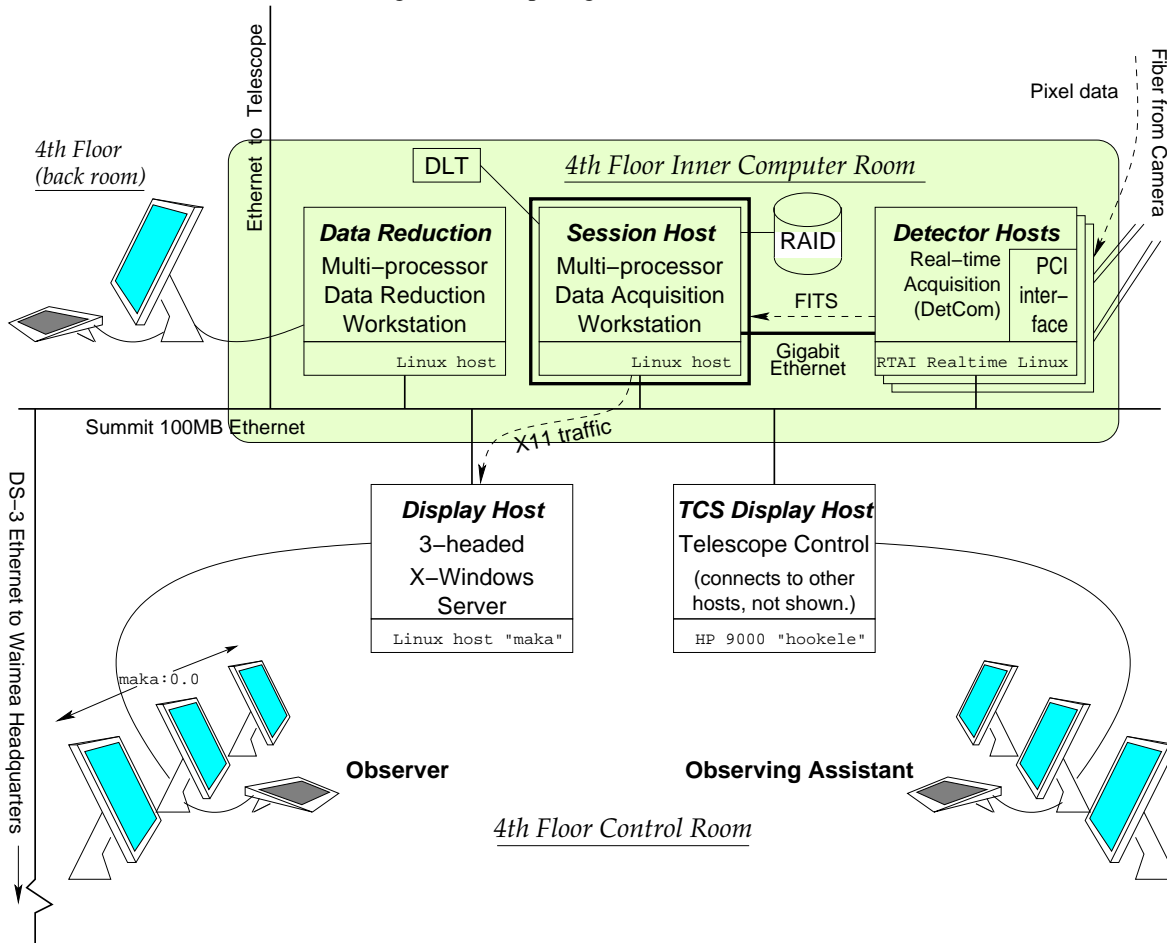 Ethernet to Telescope
Pixel data
Fiber from Camera
4th Floor
(back room)
DLT
4th Floor Inner Computer Room
Data Reduction
Multi−processor
Data Reduction
Workstation
Linux host
Session Host
Multi−processor
Data Acquisition
Workstation
Linux host
RAID
FITS
Gigabit
Ethernet
Detector Hosts
Real−time
Acquisition
(DetCom)
PCI
inter−
face
RTAI Realtime Linux
Summit 100MB Ethernet
X11 traffic
DS−3 Ethernet to Waimea Headquarters
Display Host
3−headed
X−Windows
Server
Linux host "maka"
TCS Display Host
Telescope Control
(connects to other
hosts, not shown.)
HP 9000 "hookele"
maka:0.0
Observer
Observing Assistant
4th Floor Control Room